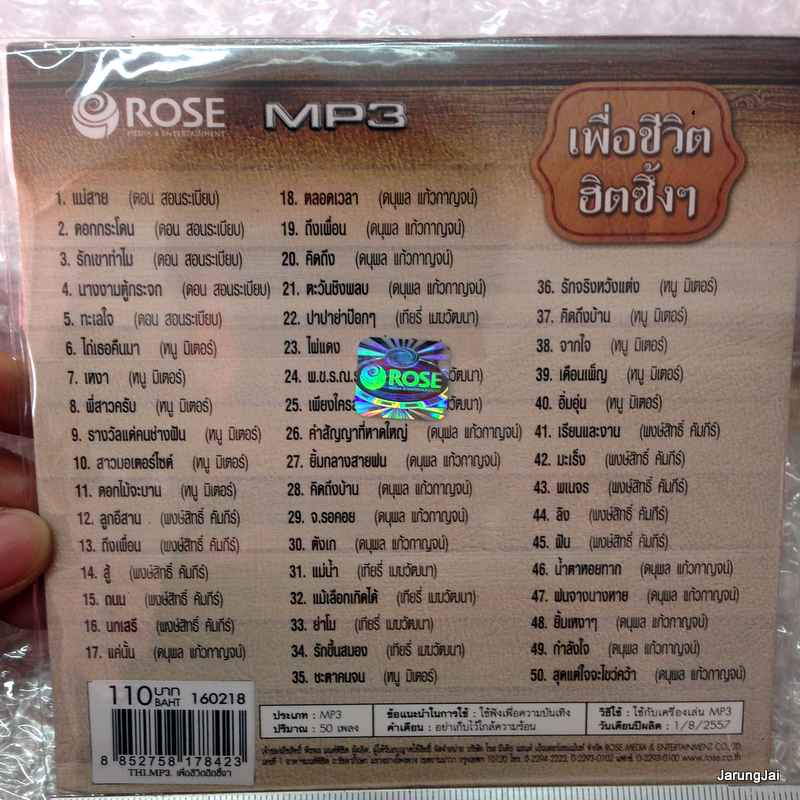 ROSE
MEDIA & ENTERTAINMENT
MP3
เพื่อชีวิต
ฮิตซึ้งๆ
1. แม่สาย (ตอน สอนระเบียบ)
2. ดอกกระโดน (ตอน สอนระเบียบ)
3. รักเขาทำไม (ตอน สอนระเบียบ)
4. นางงามตู้กระจก (ตอน สอนระเบียบ)
5. ทะเลใจ (ตอน สอนระเบียบ)
6. ไถ่เธอคืนมา (หนู มิเตอร์)
7. เหงา (หนู มิเตอร์)
8. พี่สาวครับ (หนู มิเตอร์)
9. รางวัลแด่คนช่างฝัน (หนู มิเตอร์)
10. สาวมอเตอร์ไซด์ (หนู มิเตอร์)
11. ดอกไม้จะบาน (หนู มิเตอร์)
12. ลูกอีสาน (พงษ์สิทธิ์ คัมภีร์)
13. ถึงเพื่อน (พงษ์สิทธิ์ คัมภีร์)
14. สู้ (พงษ์สิทธิ์ คัมภีร์)
15. ถนน (พงษ์สิทธิ์ คัมภีร์)
16. นกเสรี (พงษ์สิทธิ์ คัมภีร์)
17. แค่นั้น (ดนุพล แก้วกาญจน์)
18. ตลอดเวลา (ดนุพล แก้วกาญจน์)
19. ถึงเพื่อน (ดนุพล แก้วกาญจน์)
20. คิดถึง (ดนุพล แก้วกาญจน์)
21. ตะวันชิงพลบ (ดนุพล แก้วกาญจน์)
22. ปาปาย่าป๊อกๆ (เทียรี่ เมฆวัฒนา)
23. ไผ่แดง
24. พ.ช.ร.ณ. วัฒนา)
25. เพียงใคร วัฒนา)
26. คำสัญญาที่หาดใหญ่ (ดนุพล แก้วกาญจน์)
27. ยิ้มกลางสายฝน (ดนุพล แก้วกาญจน์)
28. คิดถึงบ้าน (ดนุพล แก้วกาญจน์)
29. จ.รอคอย (ดนุพล แก้วกาญจน์)
30. ตังเก (ดนุพล แก้วกาญจน์)
31. แม่น้ำ (เทียรี่ เมฆวัฒนา)
32. แม้เลือกเกิดได้ (เทียรี่ เมฆวัฒนา)
33. ย่าโม (เทียรี่ เมฆวัฒนา)
34. รักขึ้นสมอง (เทียรี่ เมฆวัฒนา)
35. ชะตาคมจน (หนู มิเตอร์)
36. รักจริงหวังแต่ง (หนู มิเตอร์)
37. คิดถึงบ้าน (หนู มิเตอร์)
38. จากใจ (หนู มิเตอร์)
39. เดือนเพ็ญ (หนู มิเตอร์)
40. อิ่มอุ่น (หนู มิเตอร์)
41. เรียนและงาน (พงษ์สิทธิ์ คัมภีร์)
42. มะเร็ง (พงษ์สิทธิ์ คัมภีร์)
43. พเนจร (พงษ์สิทธิ์ คัมภีร์)
44. ลิง (พงษ์สิทธิ์ คัมภีร์)
45. ฝัน (พงษ์สิทธิ์ คัมภีร์)
46. น้ำตาหอยทาก (ดนุพล แก้วกาญจน์)
47. ฝนจางนางหาย (ดนุพล แก้วกาญจน์)
48. ยิ้มเหงาๆ (ดนุพล แก้วกาญจน์)
49. กำลังใจ (ดนุพล แก้วกาญจน์)
50. สุดแต่ใจจะไขว่คว้า (ดนุพล แก้วกาญจน์)
ROSE
110 บาท BAHT 160218
8 852758 178423
TH1.MP3. เพื่อชีวิตฮิตซึ้งๆ
ประเภท : MP3
ปริมาณ : 50 เพลง
ข้อแนะนำในการใช้ : ใช้ฟังเพื่อความบันเทิง
คำเตือน : อย่าเก็บไว้ใกล้ความร้อน
วิธีใช้ : ใช้กับเครื่องเล่น MP3
วันเดือนปีผลิต : 1/8/2557
ROSE MEDIA & ENTERTAINMENT CO.,
10120 โทร. 0-2294-2221, 0-2293-0102 แฟกซ์ : 0-2293-0100 www.rose.co.th
JarungJai